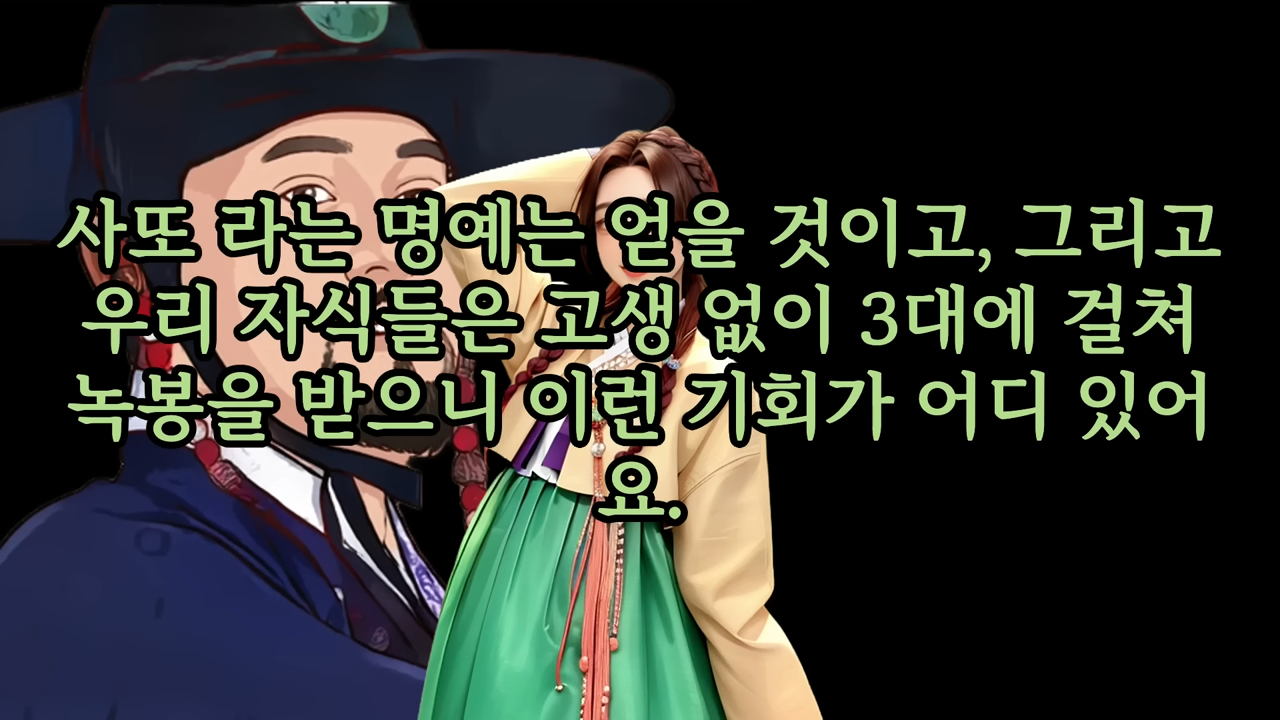 사또 라는 명예는 얻을 것이고, 그리고
우리 자식들은 고생 없이 3대에 걸쳐
녹봉을 받으니 이런 기회가 어디 있어
요.